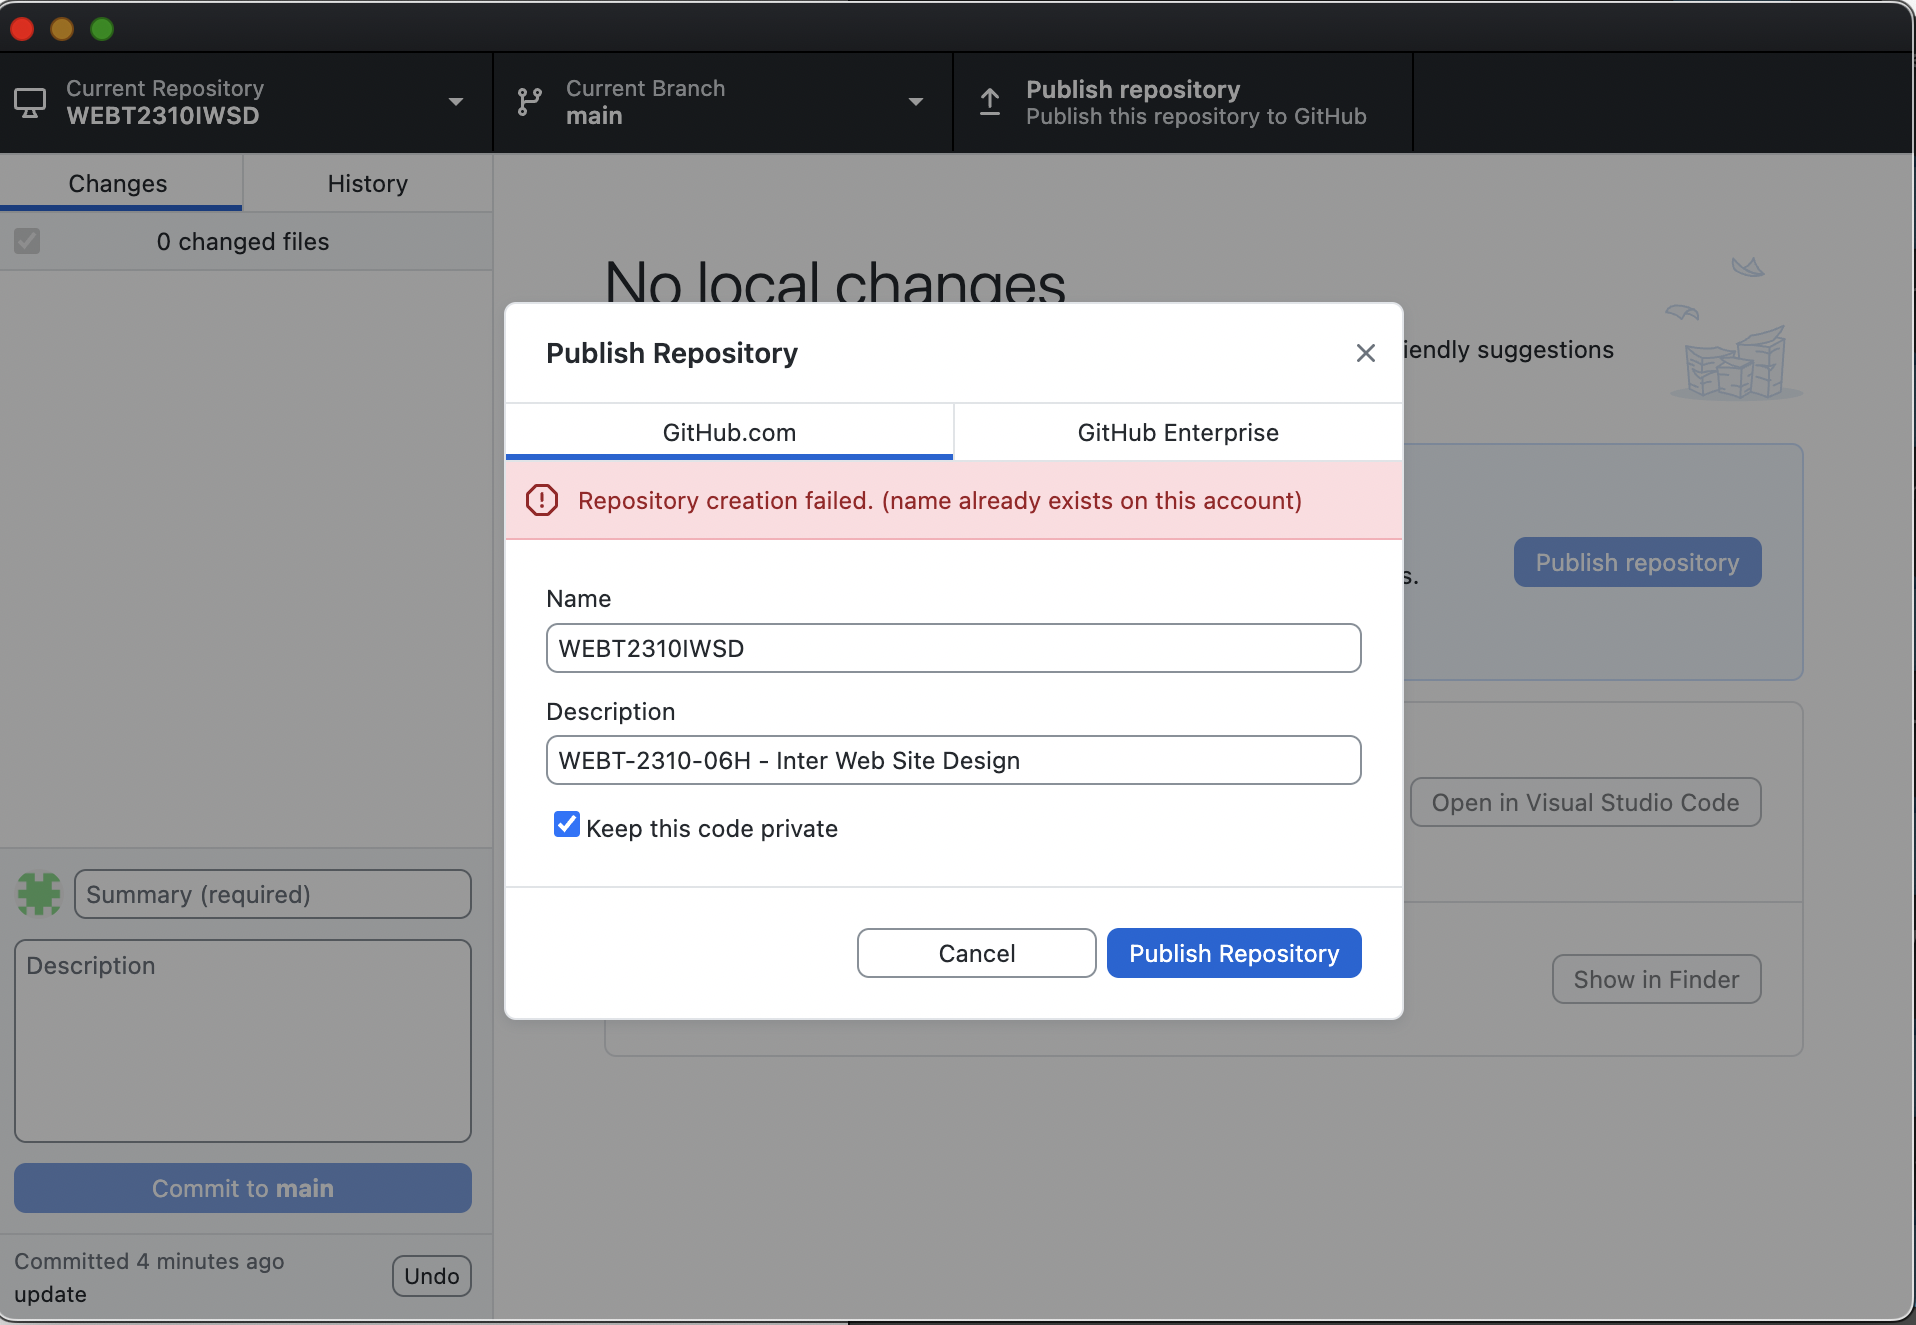 Current Repository
WEBT2310IWSD
Current Branch
main
Publish repository
Publish this repository to GitHub
Changes
History
0 changed files
No local changes
iendly suggestions
Publish Repository
GitHub.com
GitHub Enterprise
Repository creation failed. (name already exists on this account)
s.
Publish repository
Name
WEBT2310IWSD
Description
WEBT-2310-06H - Inter Web Site Design
Keep this code private
Open in Visual Studio Code
Cancel
Publish Repository
Show in Finder
Summary (required)
Description
Commit to main
Committed 4 minutes ago
update
Undo